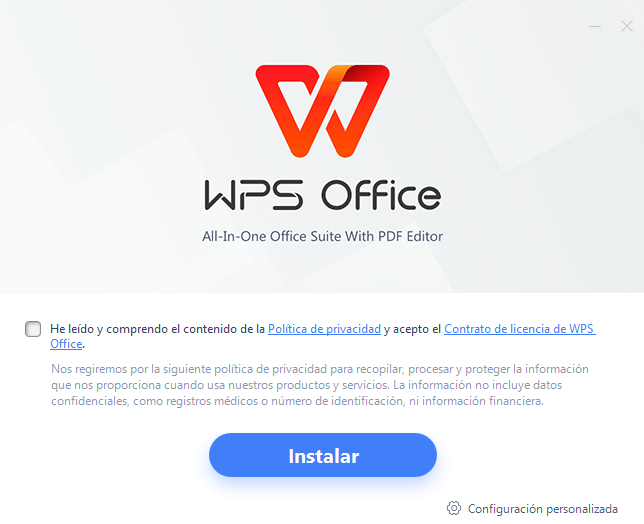 WPS Office
All-In-One Office Suite With PDF Editor
He leído y comprendo el contenido de la Política de privacidad y acepto el Contrato de licencia de WPS
Office.
Nos regiremos por la siguiente política de privacidad para recopilar, procesar y proteger la información
que nos proporciona cuando usa nuestros productos y servicios. La información no incluye datos
confidenciales, como registros médicos o número de identificación, ni información financiera.
Instalar
Configuración personalizada